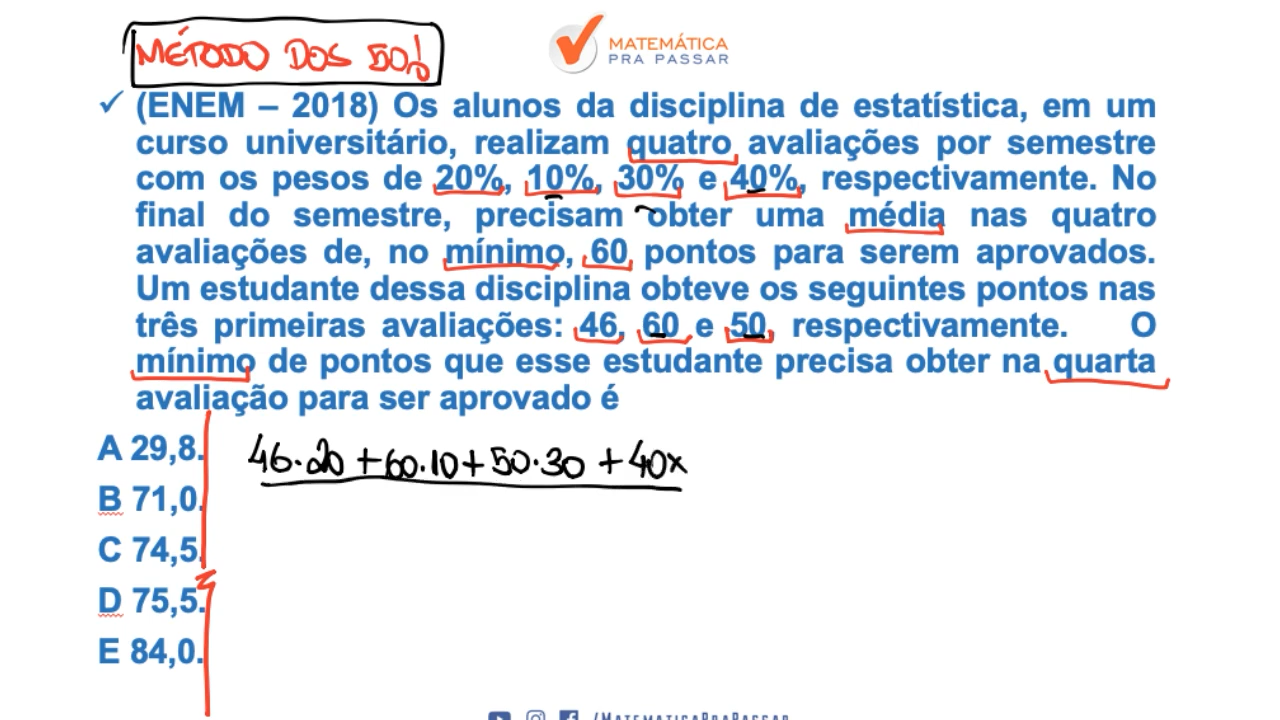 MÉTODO DOS 50!
MATEMÁTICA
PRA PASSAR
✓ (ENEM – 2018) Os alunos da disciplina de estatística, em um
curso universitário, realizam quatro avaliações por semestre
com os pesos de 20%, 10%, 30% e 40%, respectivamente. No
final do semestre, precisam obter uma média nas quatro
avaliações de, no mínimo, 60 pontos para serem aprovados.
Um estudante dessa disciplina obteve os seguintes pontos nas
três primeiras avaliações: 46, 60 e 50, respectivamente. O
mínimo de pontos que esse estudante precisa obter na quarta
avaliação para ser aprovado é
A 29,8.
46·20+60·10+50·30+40x
B 71,0.
C 74,5.
D 75,5.
E 84,0.
/MATEMATICAPRAPASSAR